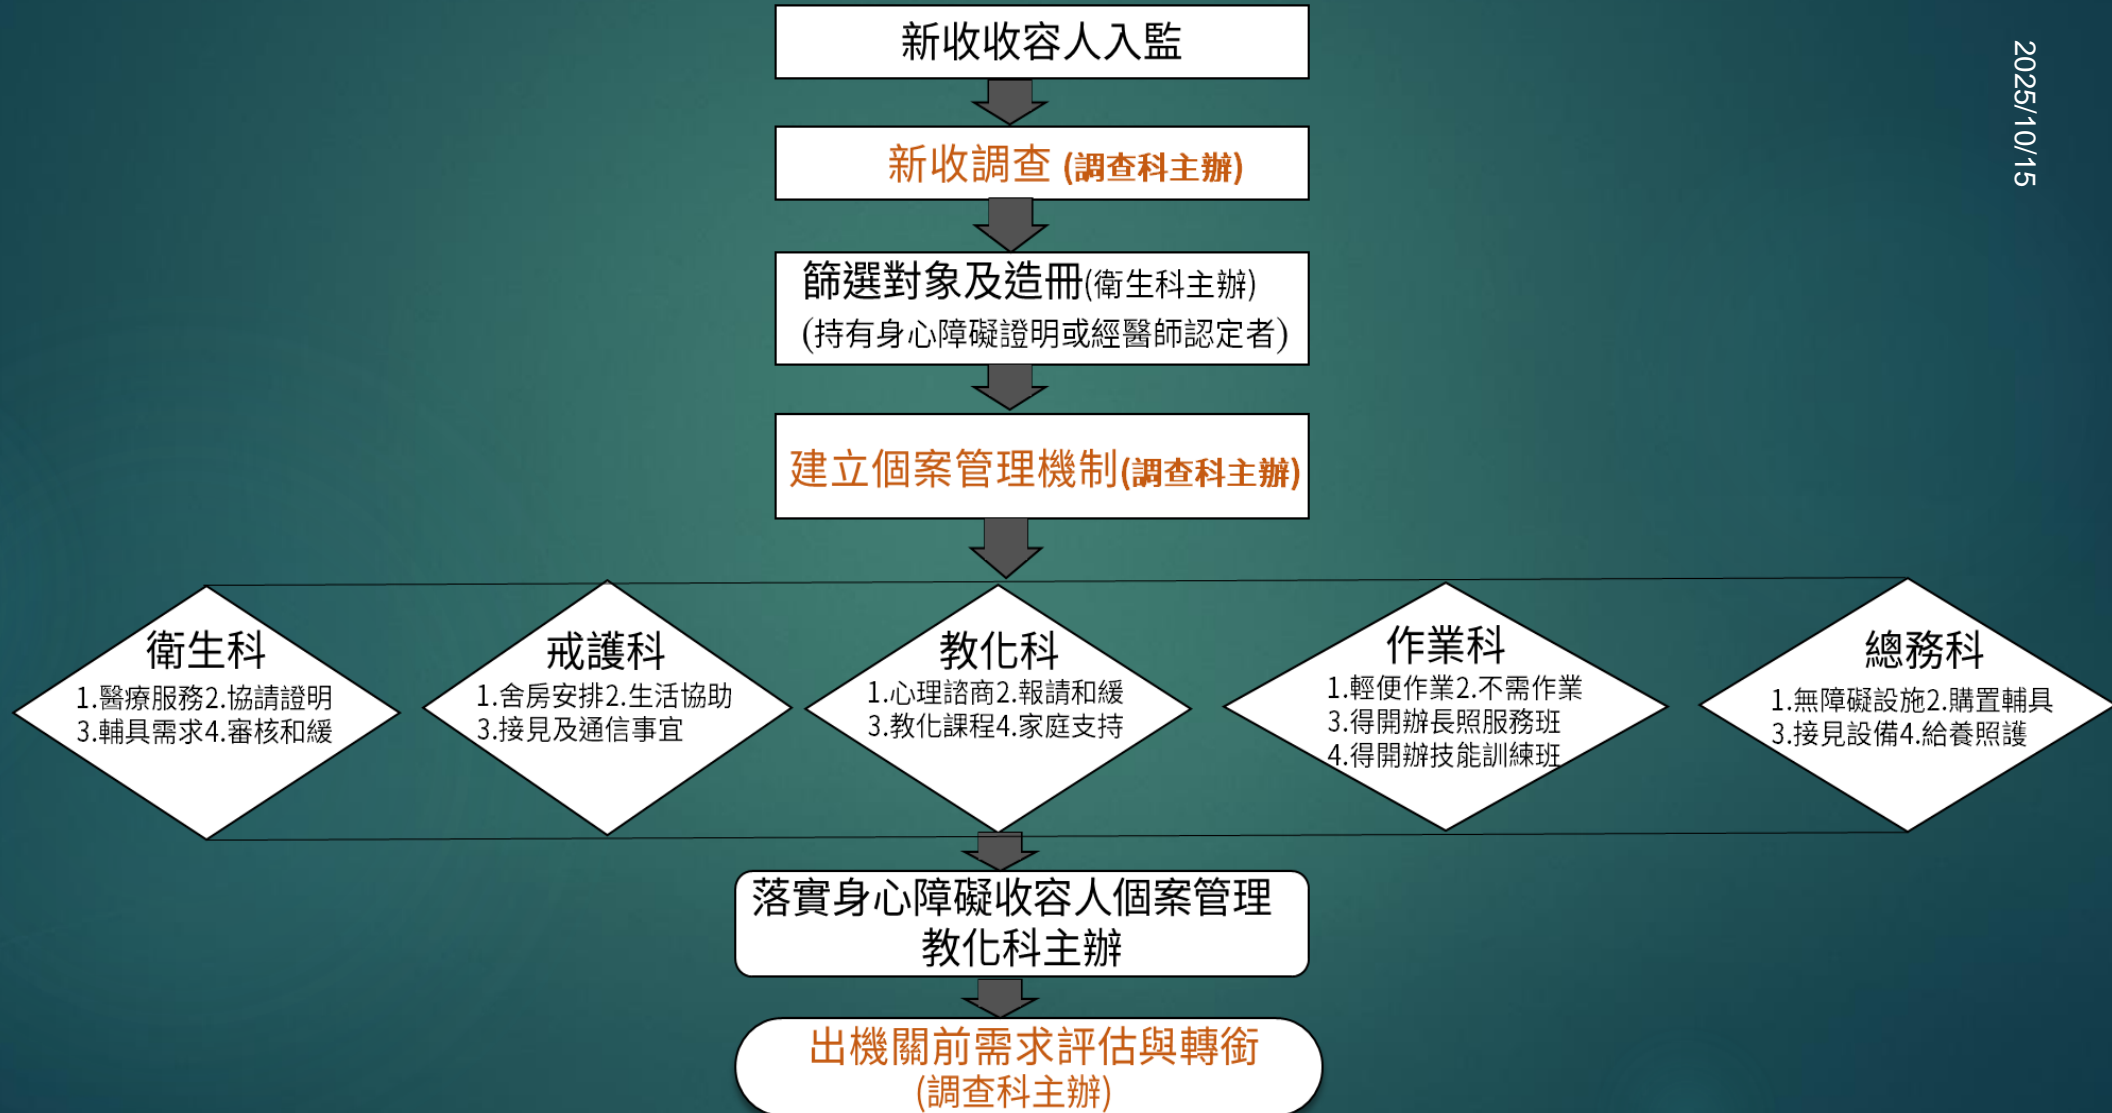 2025/10/15
新收收容人入監
新收調查 (調查科主辦)
篩選對象及造冊(衛生科主辦)
(持有身心障礙證明或經醫師認定者)
建立個案管理機制(調查科主辦)
衛生科
1.醫療服務2.協請證明
3.輔具需求4.審核和緩
戒護科
1.舍房安排2.生活協助
3.接見及通信事宜
教化科
1.心理諮商2.報請和緩
3.教化課程4.家庭支持
作業科
1.輕便作業2.不需作業
3.得開辦長照服務班
4.得開辦技能訓練班
總務科
1.無障礙設施2.購置輔具
3.接見設備4.給養照護
落實身心障礙收容人個案管理
教化科主辦
出機關前需求評估與轉銜
(調查科主辦)